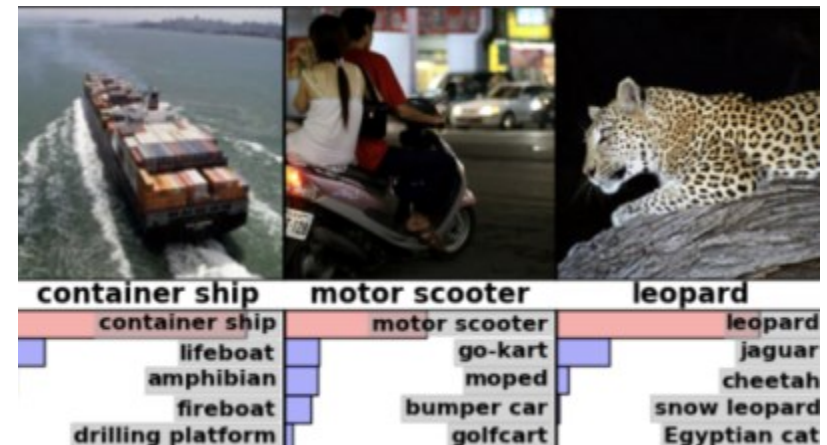 container ship
motor scooter
leopard
container ship
lifeboat
amphibian
fireboat
drilling platform
motor scooter
go-kart
moped
bumper car
golfcart
leopard
jaguar
cheetah
snow leopard
Egyptian cat